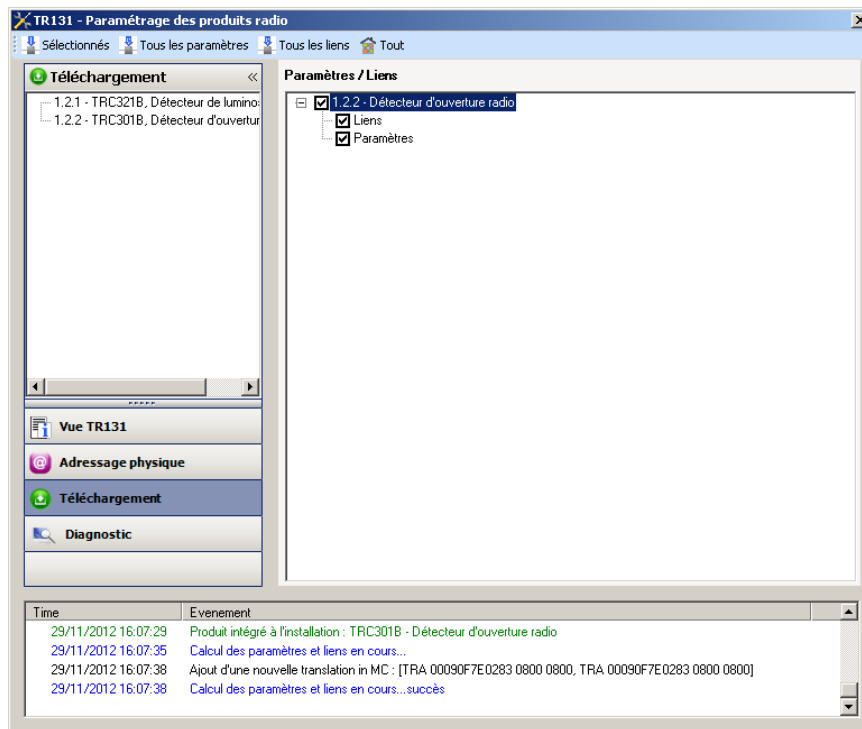 TR131 - Paramétrage des produits radio
Sélectionnés Tous les paramètres Tous les liens Tout
Téléchargement
1.2.1 - TRC321B, Détecteur de lumino
1.2.2 - TRC301B, Détecteur d'ouvertur
Paramètres / Liens
1.2.2 - Détecteur d'ouverture radio
Liens
Paramètres
Vue TR131
Adressage physique
Téléchargement
Diagnostic
Time Evenement
29/11/2012 16:07:29 Produit intégré à l'installation : TRC301B - Détecteur d'ouverture radio
29/11/2012 16:07:35 Calcul des paramètres et liens en cours...
29/11/2012 16:07:38 Ajout d'une nouvelle translation in MC : [TRA 00090F7E0283 0800 0800, TRA 00090F7E0283 0800 0800]
29/11/2012 16:07:38 Calcul des paramètres et liens en cours...succès